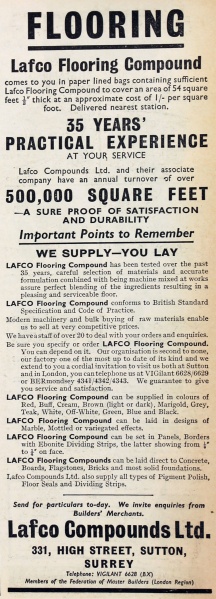 FLOORING
Lafco Flooring Compound
comes to you in paper lined bags containing sufficient
Lafco Flooring Compound to cover an area of 54 square
feet ½" thick at an approximate cost of 1/- per square
foot. Delivered nearest station.
35 YEARS'
PRACTICAL EXPERIENCE
AT YOUR SERVICE
Lafco Compounds Ltd. and their associate
company have an annual turnover of over
500,000 SQUARE FEET
—A SURE PROOF OF SATISFACTION
AND DURABILITY
Important Points to Remember
WE SUPPLY—YOU LAY
LAFCO Flooring Compound has been tested over the past
35 years, careful selection of materials and accurate
formulation combined with being machine mixed at works
assure perfect blending of the ingredients resulting in a
pleasing and serviceable floor.
LAFCO Flooring Compound conforms to British Standard
Specification and Code of Practice.
Modern machinery and bulk buying of raw materials enable
us to sell at very competitive prices.
We have a staff of over 20 to deal with your orders and enquiries.
Be sure you specify or order LAFCO Flooring Compound.
You can depend on it. Our organisation is second to none,
our factory one of the most up to date of its kind and we
extend to you a cordial invitation to visit us both at Sutton
and in London, you can telephone us at VIGilant 6628/6629
or BERmondsey 4341/4342/4343. We guarantee to give
you service and satisfaction.
LAFCO Flooring Compound can be supplied in colours of
Red, Buff, Cream, Brown (light or dark), Marigold, Grey,
Teak, White, Off-White, Green, Blue and Black.
LAFCO Flooring Compound can be laid in designs of
Marble, Mottled or variegated effects.
LAFCO Flooring Compound can be set in Panels, Borders
with Ebonite Dividing Strips, the latter showing from
on face.
LAFCO Flooring Compounds can be laid direct to Concrete,
Boards, Flagstones, Bricks and most solid foundations.
Lafco Compounds Ltd. also supply all types of Pigment Polish,
Floor Seals and Dividing Strips.
Send for particulars to-day. We invite enquiries from
Builders' Merchants.
Lafco Compounds Ltd.
331, HIGH STREET, SUTTON,
SURREY
Telephone: VIGILANT 6628 (BX)
Members of the Federation of Master Builders (London Region)